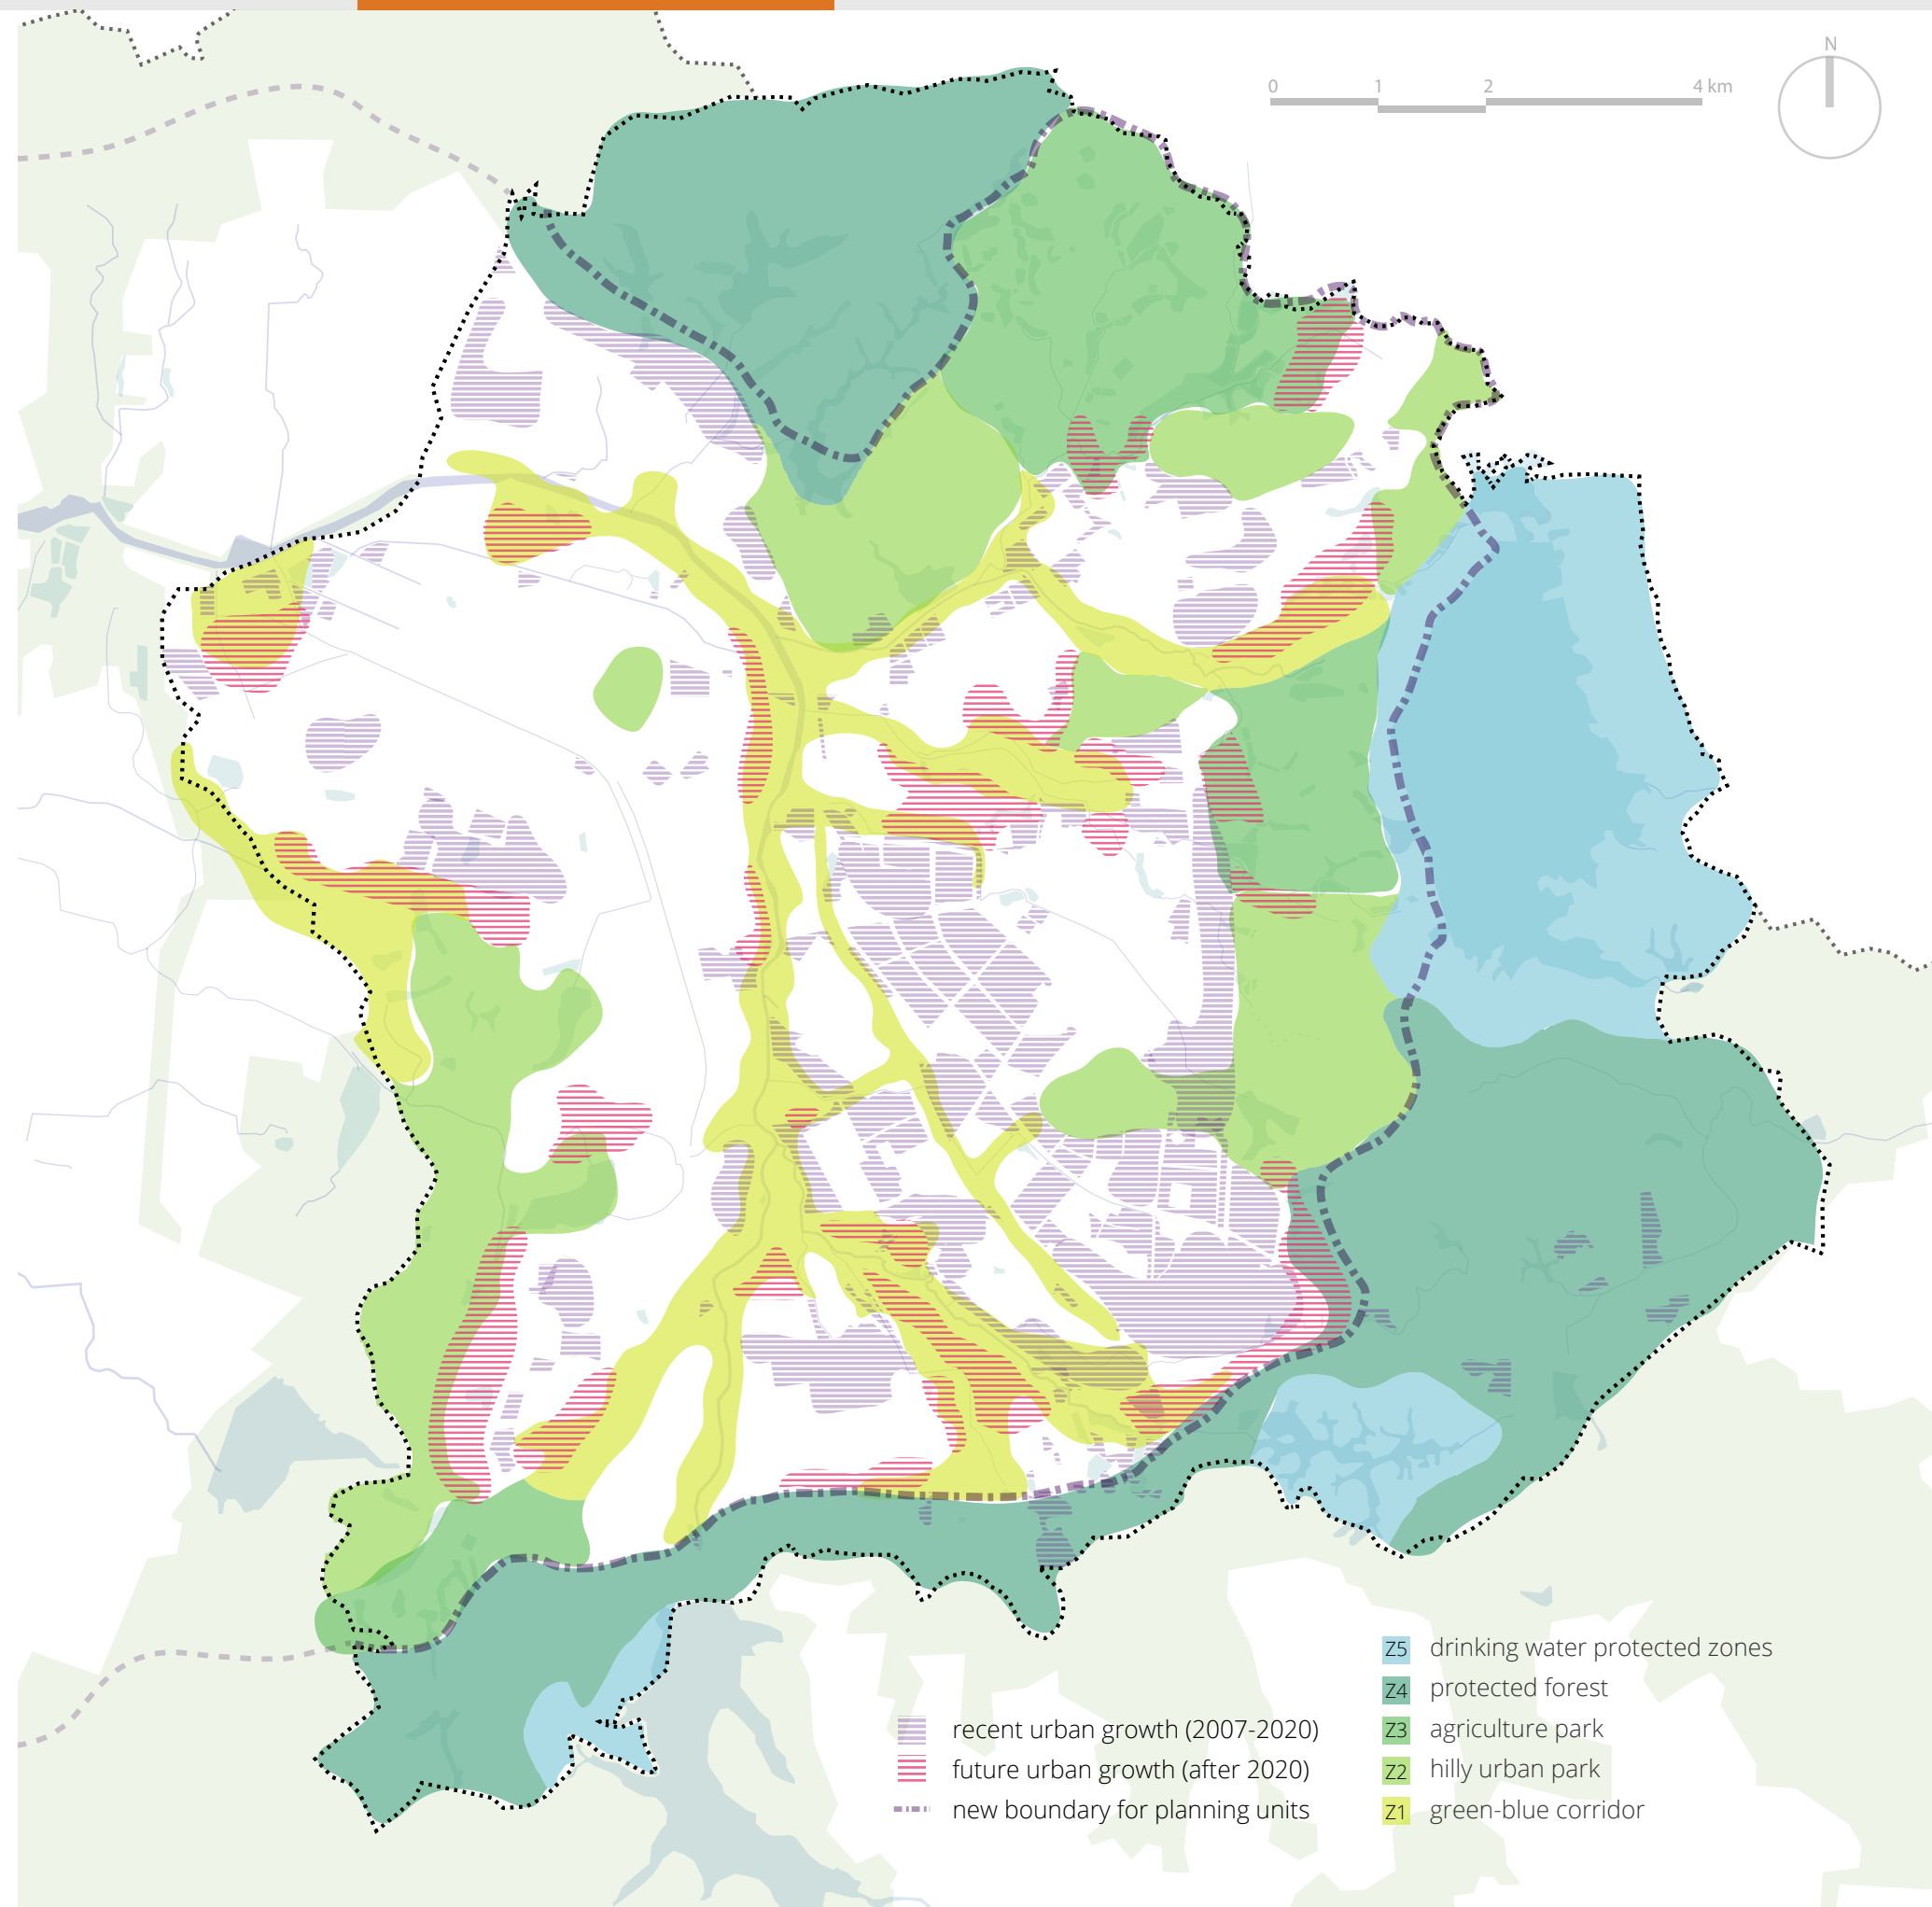 N
0 1 2 4 km
Z5 drinking water protected zones
Z4 protected forest
Z3 agriculture park
Z2 hilly urban park
Z1 green-blue corridor
recent urban growth (2007-2020)
future urban growth (after 2020)
new boundary for planning units